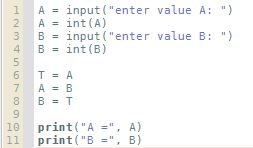 1 A = input("enter value A: ")
2 A = int(A)
3 B = input("enter value B: ")
4 B = int(B)
5
6 T = A
7 A = B
8 B = T
9
10 print("A =", A)
11 print("B =", B)